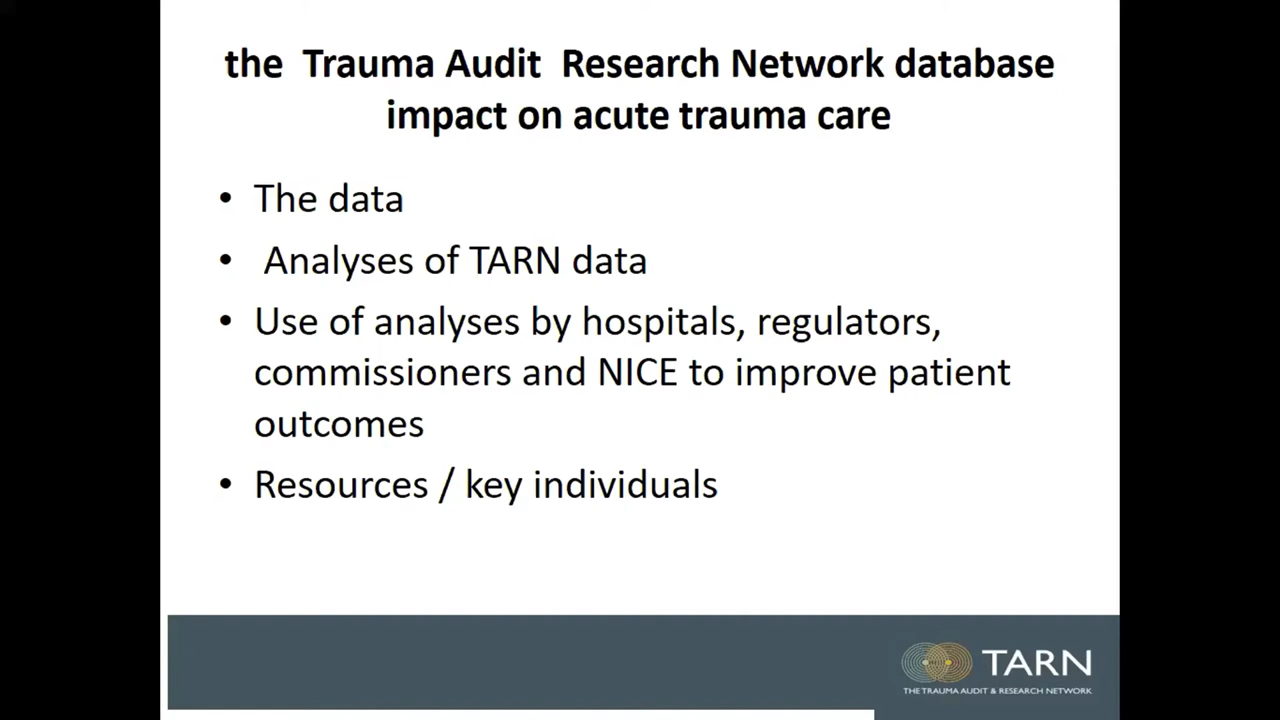 the  Trauma Audit  Research Network database
impact on acute trauma care
• The data
•  Analyses of TARN data
• Use of analyses by hospitals, regulators,
commissioners and NICE to improve patient
outcomes
• Resources / key individuals
TARN
THE TRAUMA AUDIT & RESEARCH NETWORK